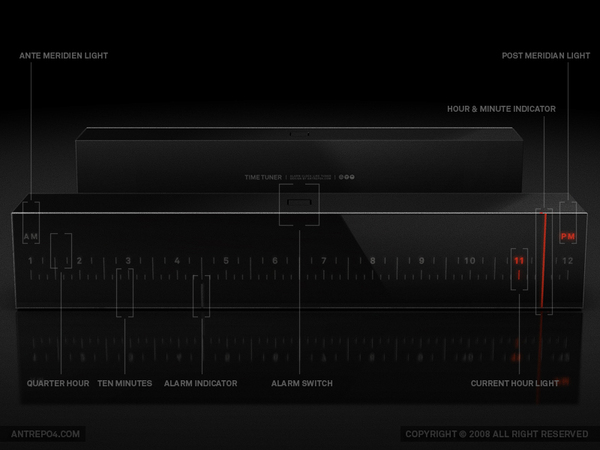 ANTE MERIDIEN LIGHT
POST MERIDIAN LIGHT
HOUR & MINUTE INDICATOR
TIME TUNER
AM
PM
1 2 3 4 5 6 7 8 9 10 11 12
QUARTER HOUR
TEN MINUTES
ALARM INDICATOR
ALARM SWITCH
CURRENT HOUR LIGHT
ANTREPO4.COM
COPYRIGHT © 2008 ALL RIGHT RESERVED